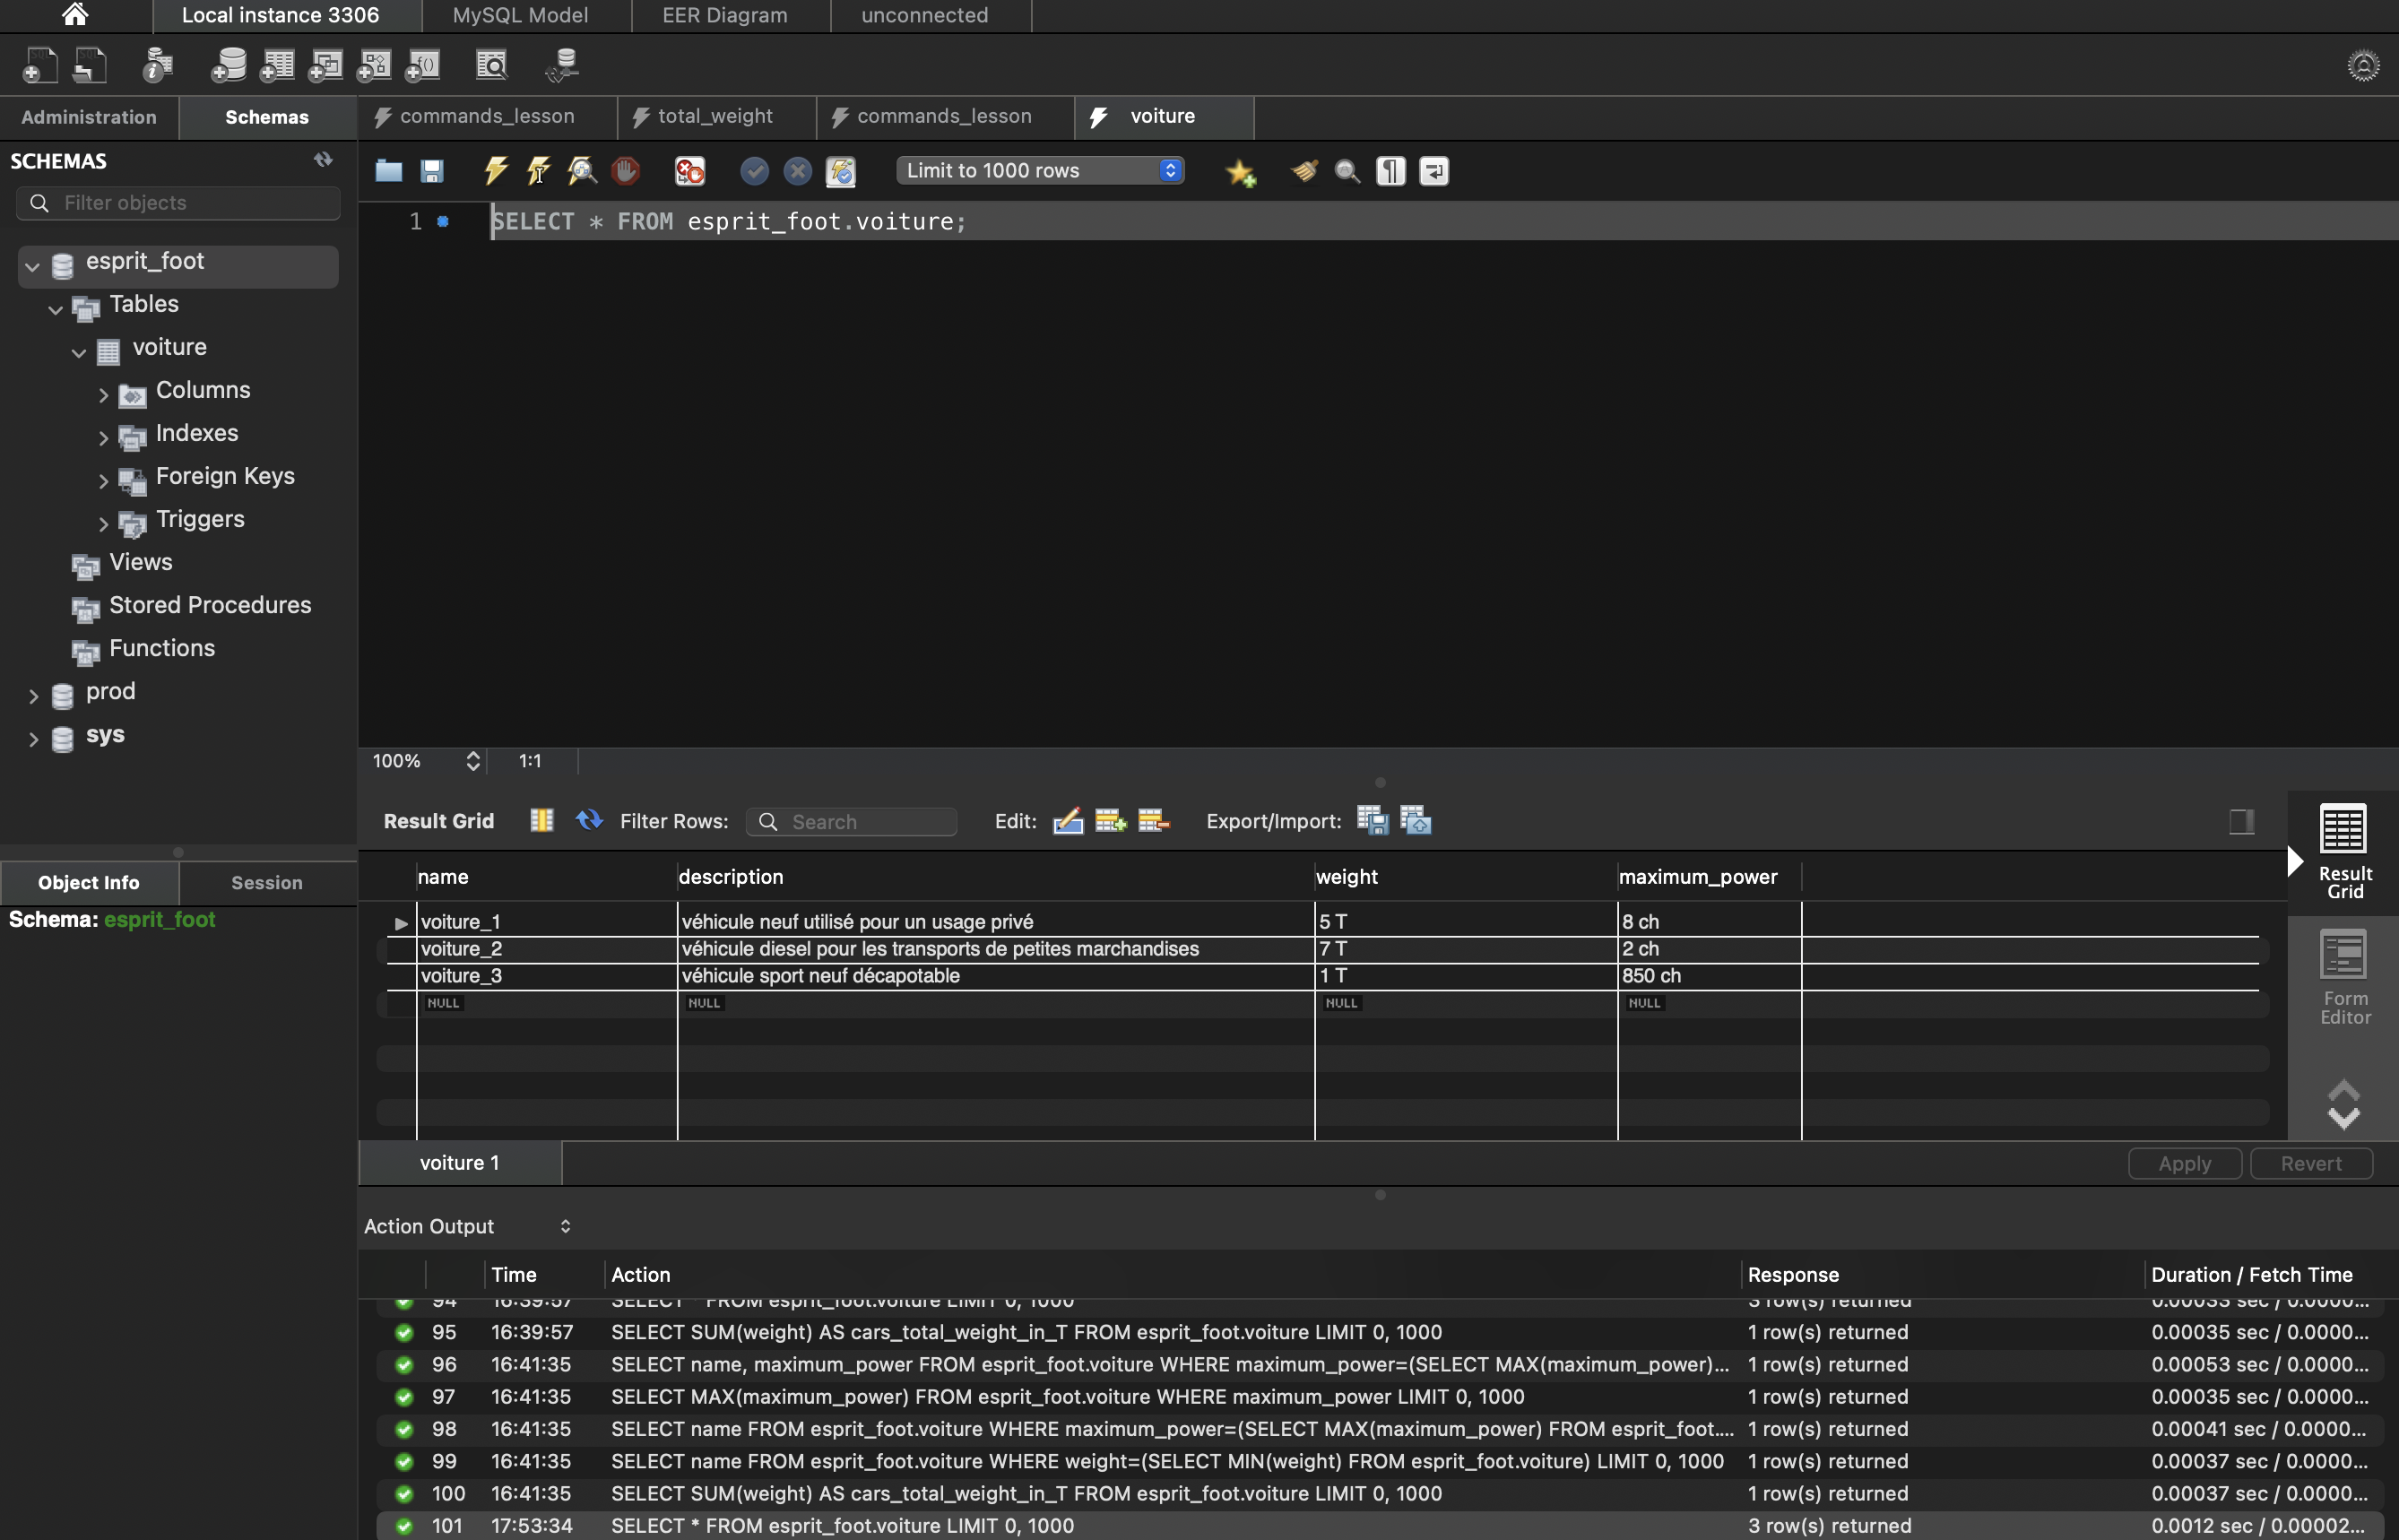 Local instance 3306 MySQL Model EER Diagram unconnected
Administration Schemas commands_lesson total_weight commands_lesson voiture
SCHEMAS
Limit to 1000 rows
Filter objects
1 SELECT * FROM esprit_foot.voiture;
esprit_foot
Tables
voiture
Columns
Indexes
Foreign Keys
Triggers
Views
Stored Procedures
Functions
prod
sys
100% 1:1
Result Grid Filter Rows: Search Edit: Export/Import:
Result
Grid
Form
Editor
name description weight maximum_power
voiture_1 véhicule neuf utilisé pour un usage privé 5 T 8 ch
voiture_2 véhicule diesel pour les transports de petites marchandises 7 T 2 ch
voiture_3 véhicule sport neuf décapotable 1 T 850 ch
NULL NULL NULL NULL
Object Info Session
Schema: esprit_foot
voiture 1 Apply Revert
Action Output
Time Action Response Duration / Fetch Time
94 16:39:57 SELECT * FROM esprit_foot.voiture LIMIT 0, 1000 3 row(s) returned 0.00033 sec / 0.0000...
95 16:39:57 SELECT SUM(weight) AS cars_total_weight_in_T FROM esprit_foot.voiture LIMIT 0, 1000 1 row(s) returned 0.00035 sec / 0.0000...
96 16:41:35 SELECT name, maximum_power FROM esprit_foot.voiture WHERE maximum_power=(SELECT MAX(maximum_power)... 1 row(s) returned 0.00053 sec / 0.0000...
97 16:41:35 SELECT MAX(maximum_power) FROM esprit_foot.voiture WHERE maximum_power LIMIT 0, 1000 1 row(s) returned 0.00035 sec / 0.0000...
98 16:41:35 SELECT name FROM esprit_foot.voiture WHERE maximum_power=(SELECT MAX(maximum_power) FROM esprit_foot.... 1 row(s) returned 0.00041 sec / 0.0000...
99 16:41:35 SELECT name FROM esprit_foot.voiture WHERE weight=(SELECT MIN(weight) FROM esprit_foot.voiture) LIMIT 0, 1000 1 row(s) returned 0.00037 sec / 0.0000...
100 16:41:35 SELECT SUM(weight) AS cars_total_weight_in_T FROM esprit_foot.voiture LIMIT 0, 1000 1 row(s) returned 0.00037 sec / 0.0000...
101 17:53:34 SELECT * FROM esprit_foot.voiture LIMIT 0, 1000 3 row(s) returned 0.0012 sec / 0.00002...